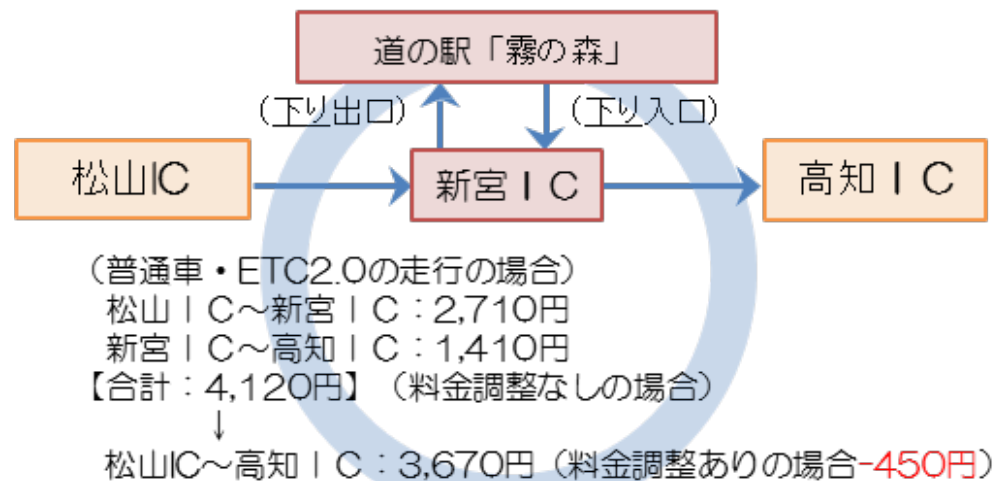 道の駅「霧の森」
（下り出口） （下り入口）
松山IC 新宮ＩＣ 高知ＩＣ
（普通車・ETC2.0の走行の場合）
松山ＩＣ～新宮ＩＣ：2,710円
新宮ＩＣ～高知ＩＣ：1,410円
【合計：4,120円】（料金調整なしの場合）
↓
松山IC～高知ＩＣ：3,670円（料金調整ありの場合-450円）